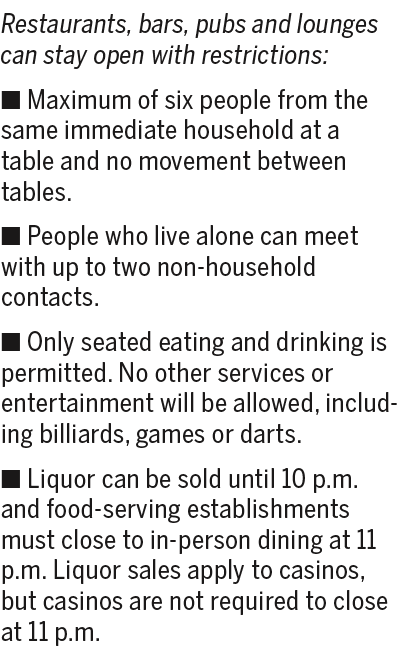 Restaurants, bars, pubs and lounges
can stay open with restrictions:
■ Maximum of six people from the
same immediate household at a
table and no movement between
tables.
■ People who live alone can meet
with up to two non-household
contacts.
■ Only seated eating and drinking is
permitted. No other services or
entertainment will be allowed, includ-
ing billiards, games or darts.
■ Liquor can be sold until 10 p.m.
and food-serving establishments
must close to in-person dining at 11
p.m. Liquor sales apply to casinos,
but casinos are not required to close
at 11 p.m.